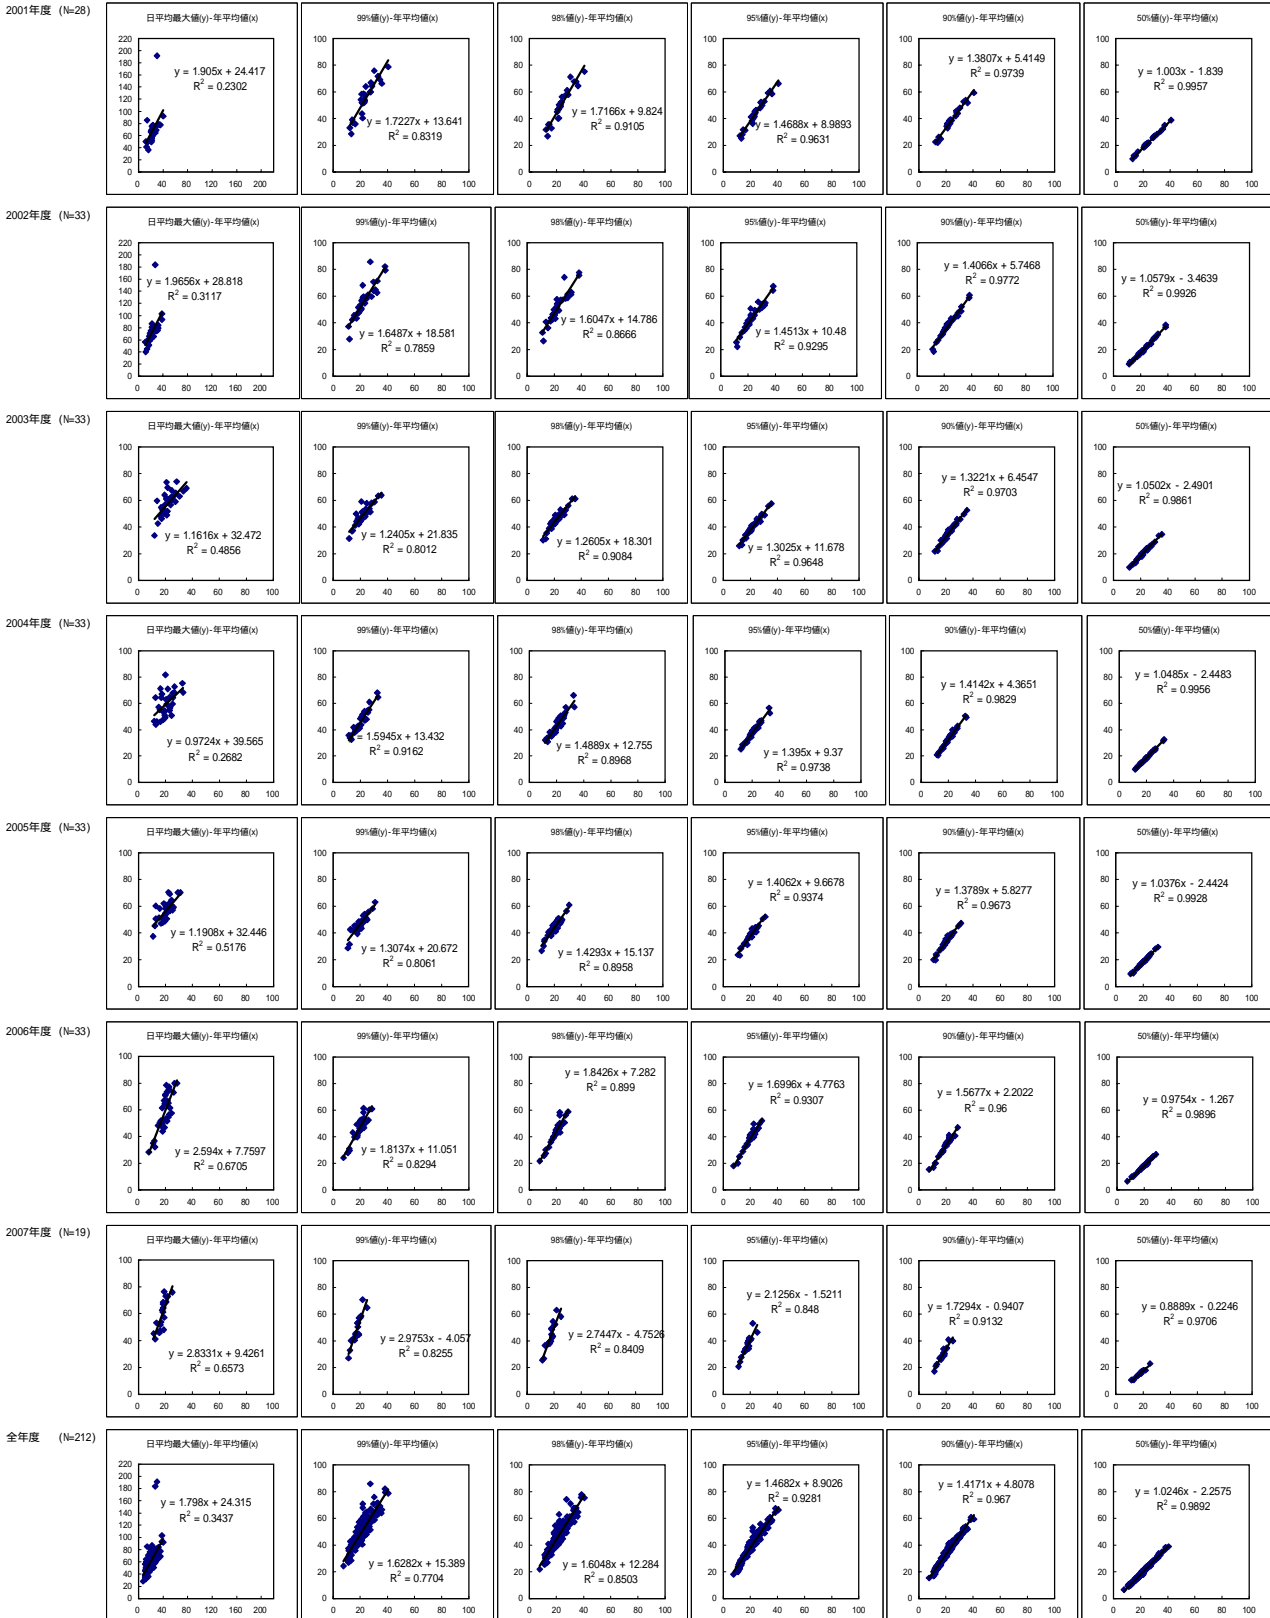 2001年度 (N=28)
日平均最大値(y)-年平均値(x)
y = 1.905x + 24.417
R² = 0.2302
99%値(y)-年平均値(x)
y = 1.7227x + 13.641
R² = 0.8319
98%値(y)-年平均値(x)
y = 1.7166x + 9.824
R² = 0.9105
95%値(y)-年平均値(x)
y = 1.4688x + 8.9893
R² = 0.9631
90%値(y)-年平均値(x)
y = 1.3807x + 5.4149
R² = 0.9739
50%値(y)-年平均値(x)
y = 1.003x - 1.839
R² = 0.9957
2002年度 (N=33)
日平均最大値(y)-年平均値(x)
y = 1.9656x + 28.818
R² = 0.3117
99%値(y)-年平均値(x)
y = 1.6487x + 18.581
R² = 0.7859
98%値(y)-年平均値(x)
y = 1.6047x + 14.786
R² = 0.8666
95%値(y)-年平均値(x)
y = 1.4513x + 10.48
R² = 0.9295
90%値(y)-年平均値(x)
y = 1.4066x + 5.7468
R² = 0.9772
50%値(y)-年平均値(x)
y = 1.0579x - 3.4639
R² = 0.9926
2003年度 (N=33)
日平均最大値(y)-年平均値(x)
y = 1.1616x + 32.472
R² = 0.4856
99%値(y)-年平均値(x)
y = 1.2405x + 21.835
R² = 0.8012
98%値(y)-年平均値(x)
y = 1.2605x + 18.301
R² = 0.9084
95%値(y)-年平均値(x)
y = 1.3025x + 11.678
R² = 0.9648
90%値(y)-年平均値(x)
y = 1.3221x + 6.4547
R² = 0.9703
50%値(y)-年平均値(x)
y = 1.0502x - 2.4901
R² = 0.9861
2004年度 (N=33)
日平均最大値(y)-年平均値(x)
y = 0.9724x + 39.565
R² = 0.2682
99%値(y)-年平均値(x)
y = 1.5945x + 13.432
R² = 0.9162
98%値(y)-年平均値(x)
y = 1.4889x + 12.755
R² = 0.8968
95%値(y)-年平均値(x)
y = 1.395x + 9.37
R² = 0.9738
90%値(y)-年平均値(x)
y = 1.4142x + 4.3651
R² = 0.9829
50%値(y)-年平均値(x)
y = 1.0485x - 2.4483
R² = 0.9956
2005年度 (N=33)
日平均最大値(y)-年平均値(x)
y = 1.1908x + 32.446
R² = 0.5176
99%値(y)-年平均値(x)
y = 1.3074x + 20.672
R² = 0.8061
98%値(y)-年平均値(x)
y = 1.4293x + 15.137
R² = 0.8958
95%値(y)-年平均値(x)
y = 1.4062x + 9.6678
R² = 0.9374
90%値(y)-年平均値(x)
y = 1.3789x + 5.8277
R² = 0.9673
50%値(y)-年平均値(x)
y = 1.0376x - 2.4424
R² = 0.9928
2006年度 (N=33)
日平均最大値(y)-年平均値(x)
y = 2.594x + 7.7597
R² = 0.6705
99%値(y)-年平均値(x)
y = 1.8137x + 11.051
R² = 0.8294
98%値(y)-年平均値(x)
y = 1.8426x + 7.282
R² = 0.899
95%値(y)-年平均値(x)
y = 1.6996x + 4.7763
R² = 0.9307
90%値(y)-年平均値(x)
y = 1.5677x + 2.2022
R² = 0.96
50%値(y)-年平均値(x)
y = 0.9754x - 1.267
R² = 0.9896
2007年度 (N=19)
日平均最大値(y)-年平均値(x)
y = 2.8331x + 9.4261
R² = 0.6573
99%値(y)-年平均値(x)
y = 2.9753x - 4.057
R² = 0.8255
98%値(y)-年平均値(x)
y = 2.7447x - 4.7526
R² = 0.8409
95%値(y)-年平均値(x)
y = 2.1256x - 1.5211
R² = 0.848
90%値(y)-年平均値(x)
y = 1.7294x - 0.9407
R² = 0.9132
50%値(y)-年平均値(x)
y = 0.8889x - 0.2246
R² = 0.9706
全年度 (N=212)
日平均最大値(y)-年平均値(x)
y = 1.798x + 24.315
R² = 0.3437
99%値(y)-年平均値(x)
y = 1.6282x + 15.389
R² = 0.7704
98%値(y)-年平均値(x)
y = 1.6048x + 12.284
R² = 0.8503
95%値(y)-年平均値(x)
y = 1.4682x + 8.9026
R² = 0.9281
90%値(y)-年平均値(x)
y = 1.4171x + 4.8078
R² = 0.967
50%値(y)-年平均値(x)
y = 1.0246x - 2.2575
R² = 0.9892